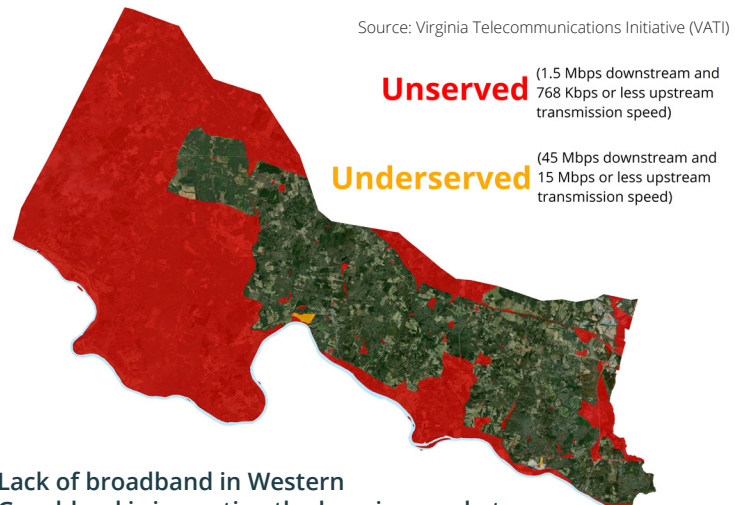 Source: Virginia Telecommunications Initiative (VATI)
Unserved
(1.5 Mbps downstream and
768 Kbps or less upstream
transmission speed)
Underserved
(45 Mbps downstream and
15 Mbps or less upstream
transmission speed)
Lack of broadband in Western